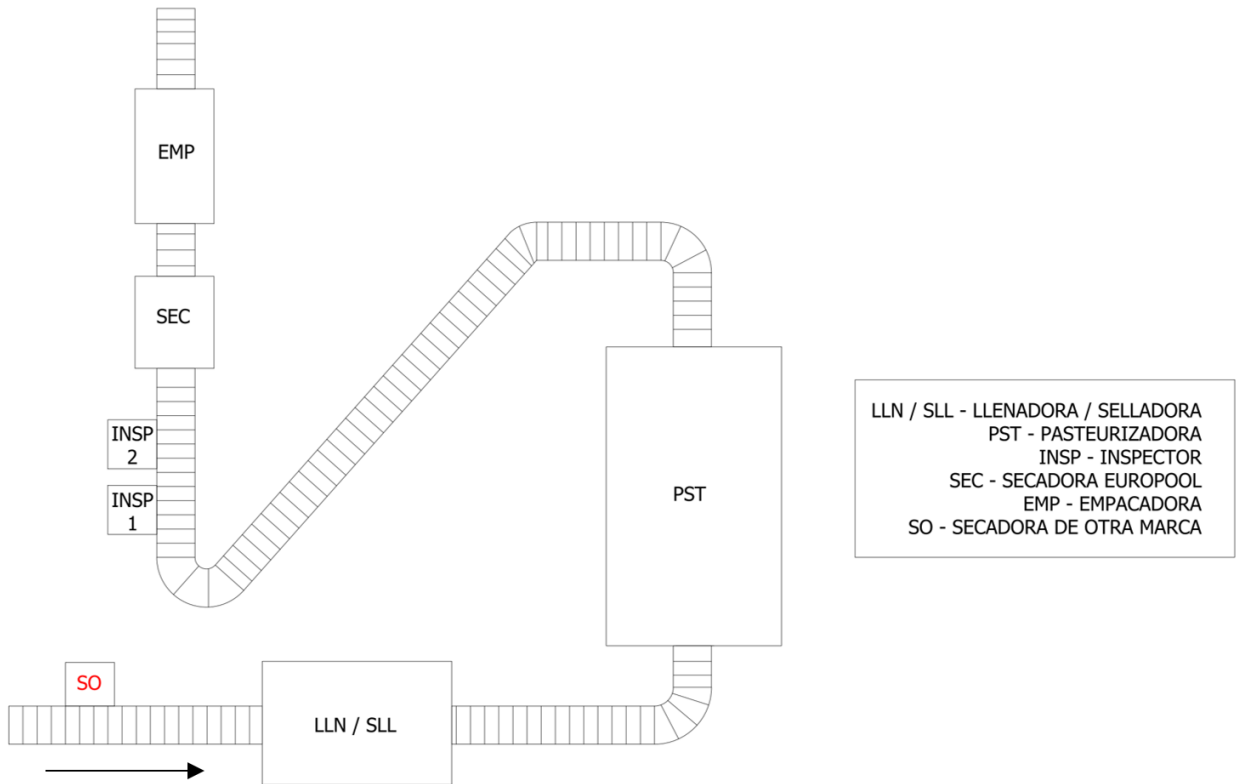 EMP
SEC
INSP
2
INSP
1
PST
LLN / SLL - LLENADORA / SELLADORA
PST - PASTEURIZADORA
INSP - INSPECTOR
SEC - SECADORA EUROPOOL
EMP - EMPACADORA
SO - SECADORA DE OTRA MARCA
SO
LLN / SLL